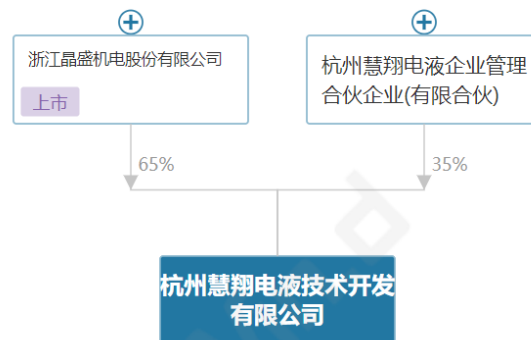 浙江晶盛机电股份有限公司
上市
杭州慧翔电液企业管理
合伙企业(有限合伙)
65%
35%
杭州慧翔电液技术开发
有限公司